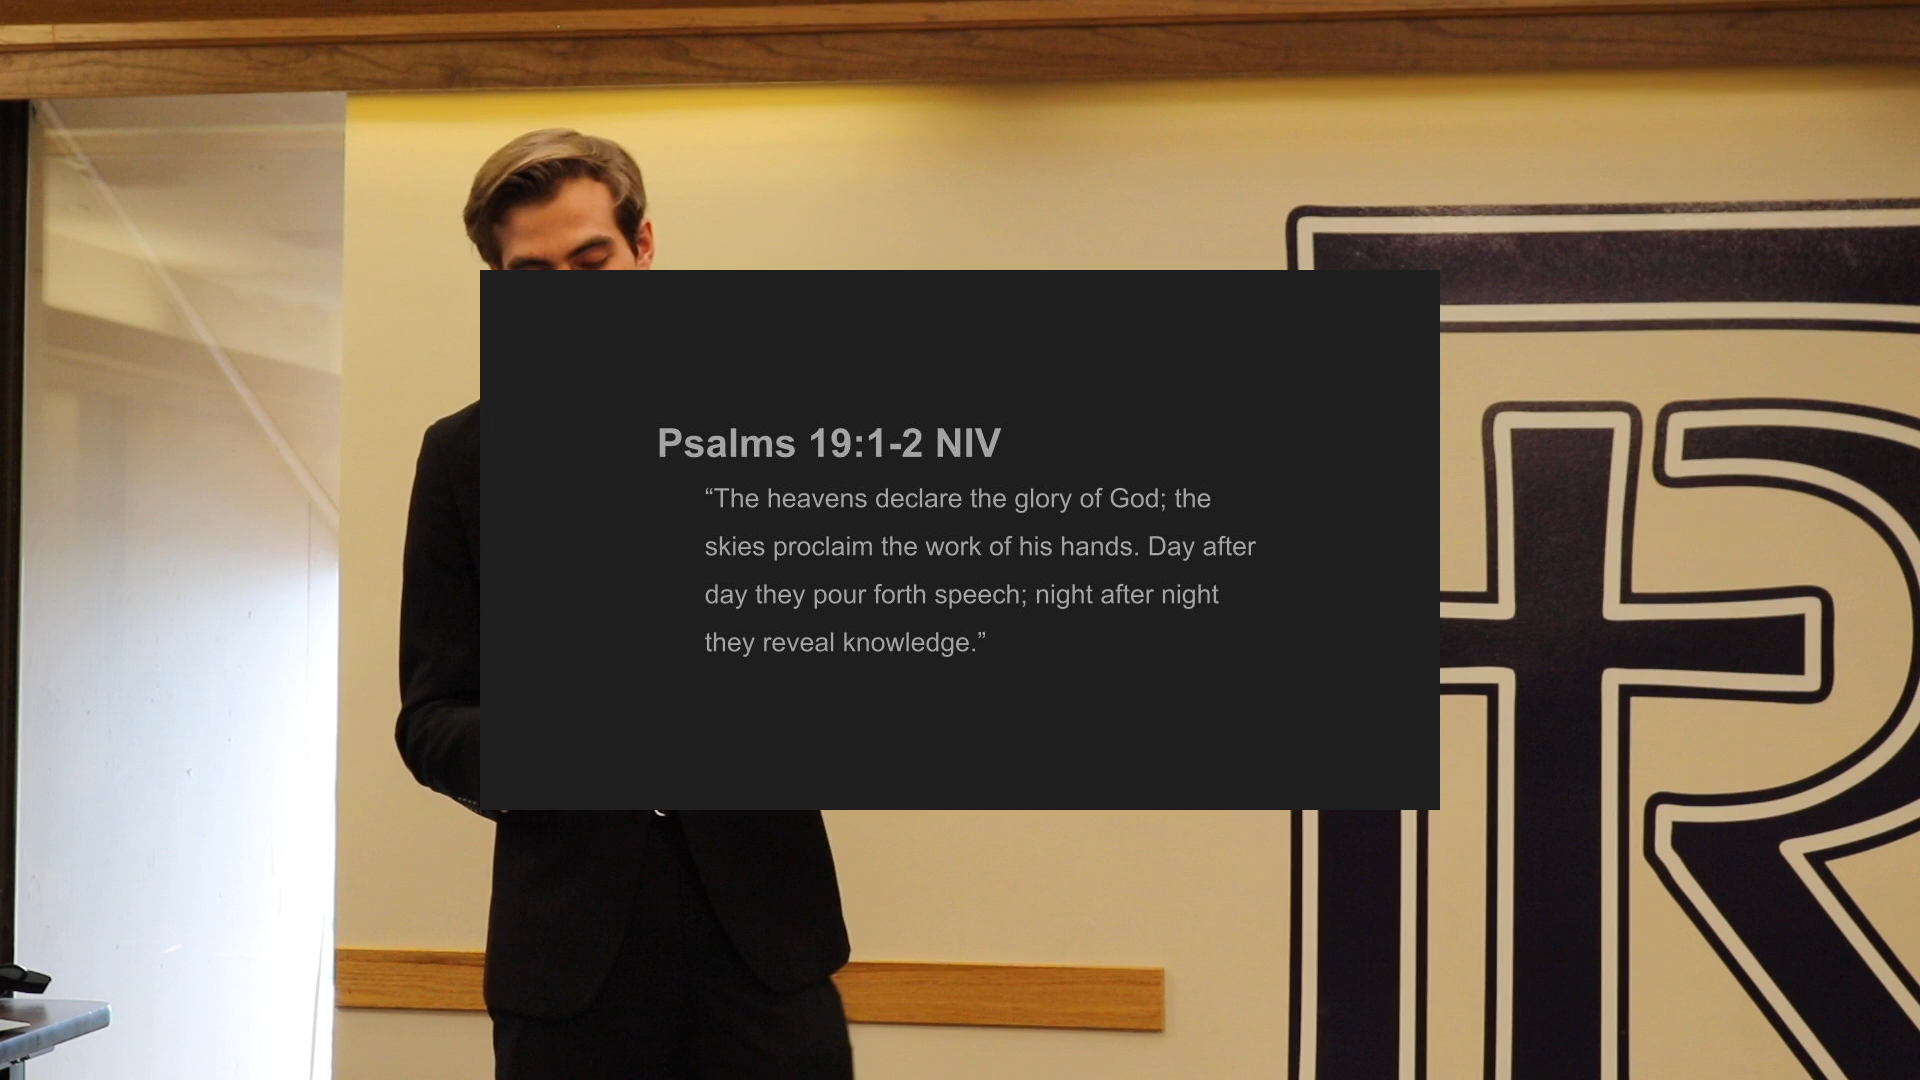 Psalms 19:1-2 NIV
“The heavens declare the glory of God; the
skies proclaim the work of his hands. Day after
day they pour forth speech; night after night
they reveal knowledge.”